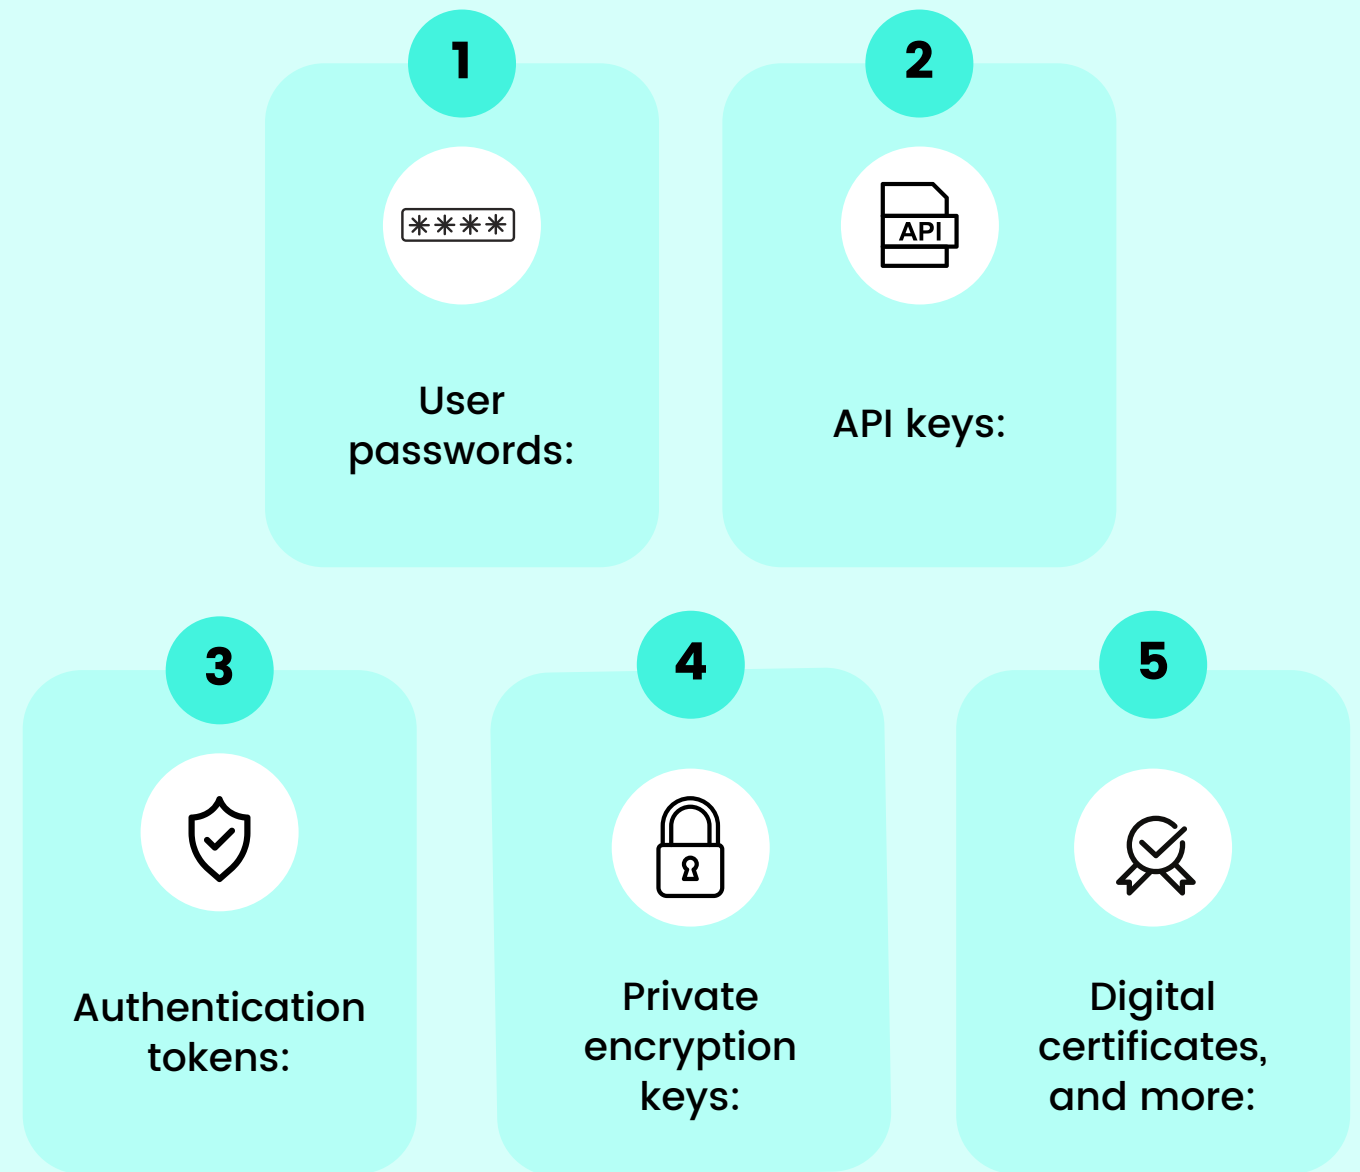 1
2
****
API
User
passwords:
API keys:
3
4
5
Authentication
tokens:
Private
encryption
keys:
Digital
certificates,
and more: